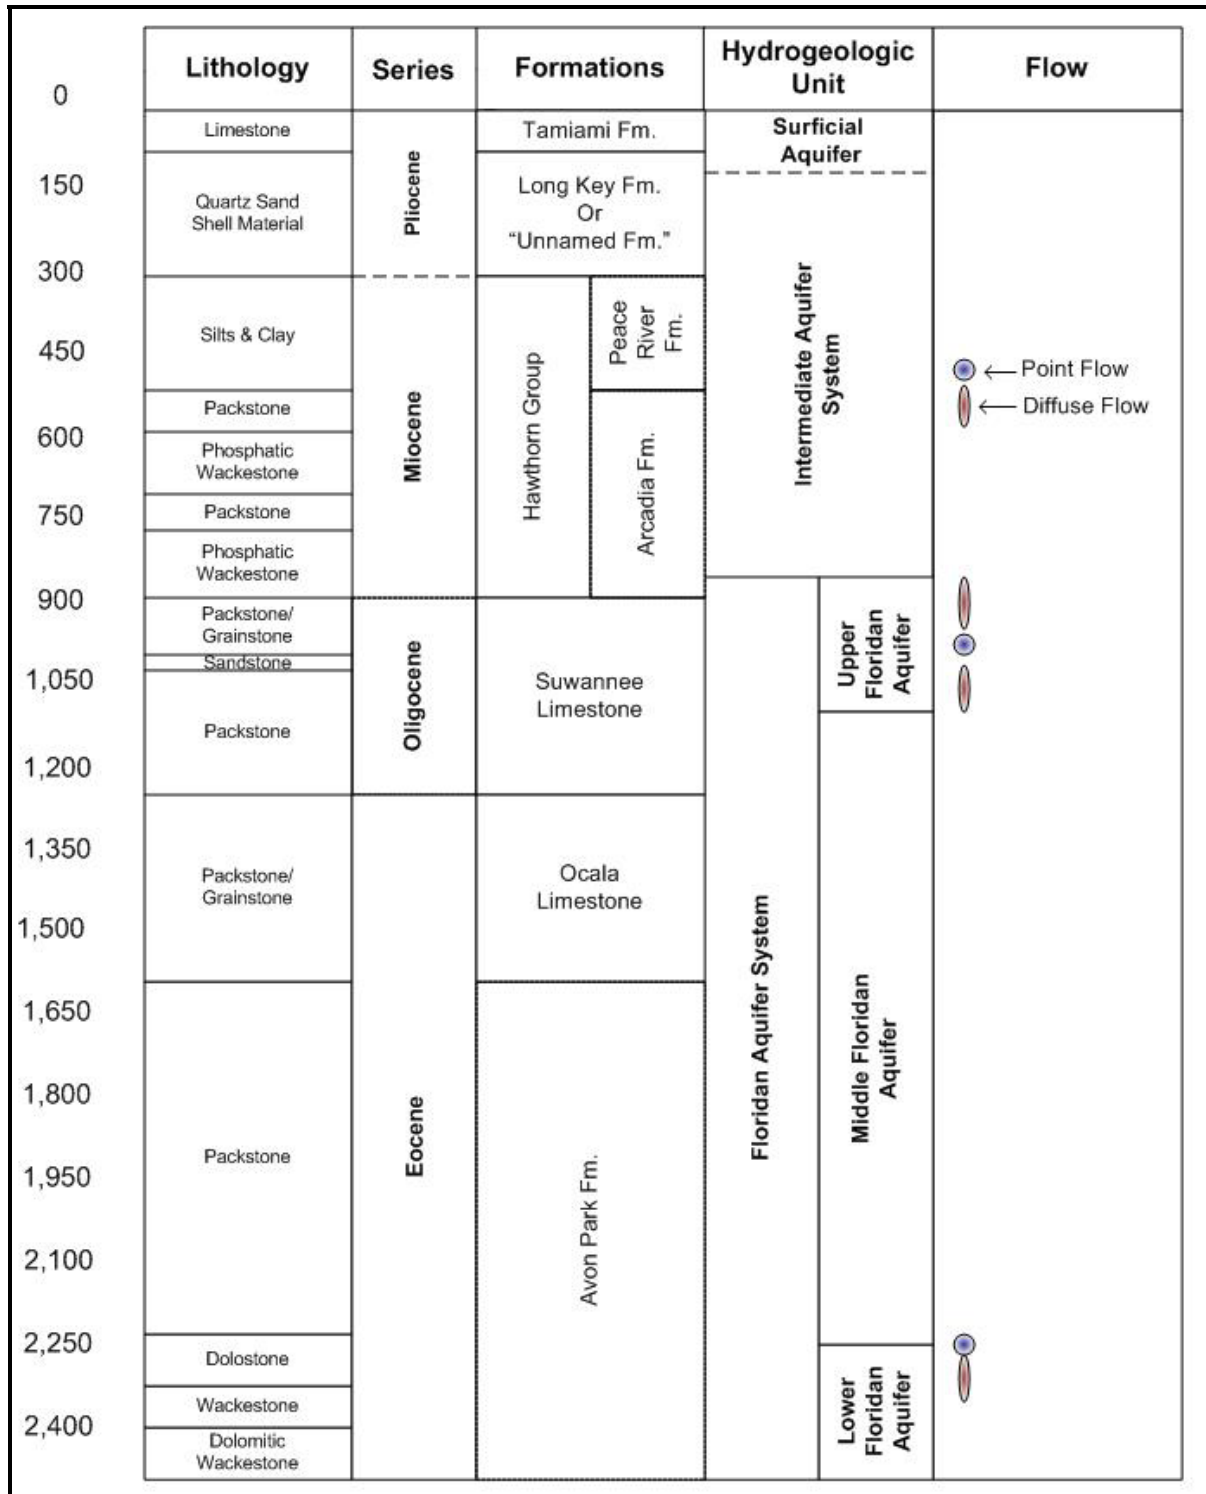 Lithology
Series
Formations
Hydrogeologic
Unit
Flow
0
150
300
450
600
750
900
1,050
1,200
1,350
1,500
1,650
1,800
1,950
2,100
2,250
2,400
Limestone
Quartz Sand
Shell Material
Silts & Clay
Packstone
Phosphatic
Wackestone
Packstone
Phosphatic
Wackestone
Packstone/
Grainstone
Sandstone
Packstone
Packstone/
Grainstone
Packstone
Dolostone
Wackestone
Dolomitic
Wackestone
Pliocene
Miocene
Oligocene
Eocene
Tamiami Fm.
Long Key Fm.
Or
“Unnamed Fm.”
Hawthorn Group
Peace
River
Fm.
Arcadia Fm.
Suwannee
Limestone
Ocala
Limestone
Avon Park Fm.
Surficial
Aquifer
Intermediate Aquifer
System
Floridan Aquifer System
Upper
Floridan
Aquifer
Middle Floridan
Aquifer
Lower
Floridan
Aquifer
Point Flow
Diffuse Flow